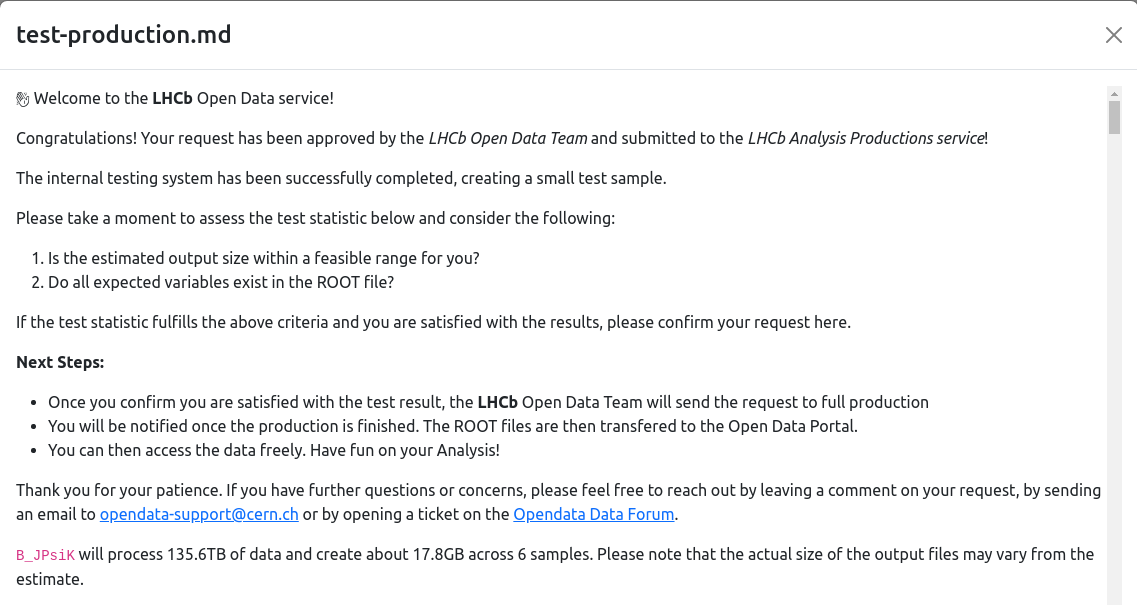 test-production.md
👋 Welcome to the LHCb Open Data service!
Congratulations! Your request has been approved by the LHCb Open Data Team and submitted to the LHCb Analysis Productions service!
The internal testing system has been successfully completed, creating a small test sample.
Please take a moment to assess the test statistic below and consider the following:
1. Is the estimated output size within a feasible range for you?
2. Do all expected variables exist in the ROOT file?
If the test statistic fulfills the above criteria and you are satisfied with the results, please confirm your request here.
Next Steps:
• Once you confirm you are satisfied with the test result, the LHCb Open Data Team will send the request to full production
• You will be notified once the production is finished. The ROOT files are then transfered to the Open Data Portal.
• You can then access the data freely. Have fun on your Analysis!
Thank you for your patience. If you have further questions or concerns, please feel free to reach out by leaving a comment on your request, by sending
an email to opendata-support@cern.ch or by opening a ticket on the Opendata Data Forum.
B_JPsiK will process 135.6TB of data and create about 17.8GB across 6 samples. Please note that the actual size of the output files may vary from the
estimate.